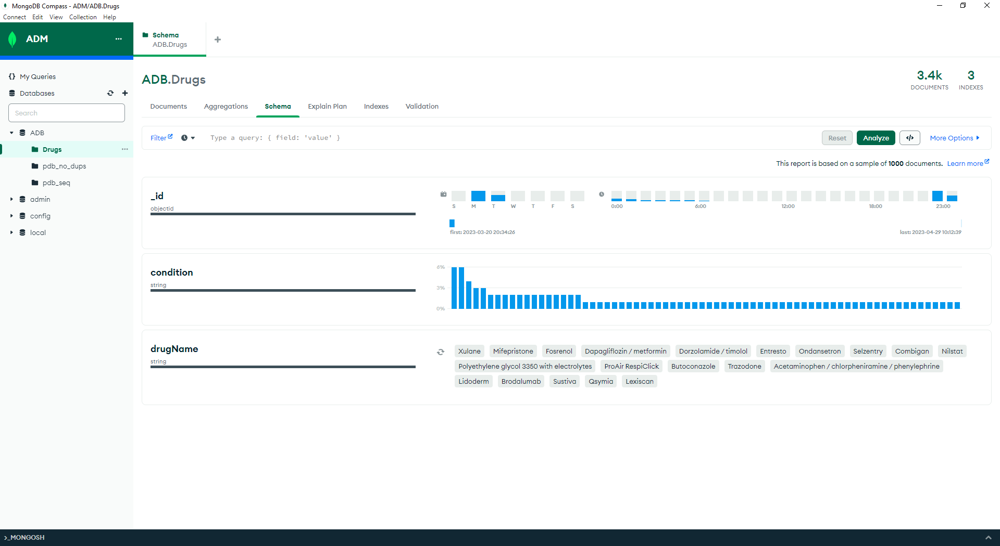 MongoDB Compass - ADM/ADB.Drugs
Connect Edit View Collection Help
ADM
Schema
ADB.Drugs
My Queries
Databases
Search
ADB
Drugs
pdb_no_dups
pdb_seq
admin
config
local
ADB.Drugs
3.4k
DOCUMENTS
3
INDEXES
Documents Aggregations Schema Explain Plan Indexes Validation
Filter Type a query: { field: 'value' } Reset Analyze </> More Options
This report is based on a sample of 1000 documents. Learn more
_id
objectid
S M T W T F S
0:00 6:00 12:00 18:00 23:00
first: 2023-03-20 20:34:26 last: 2023-04-29 10:12:39
condition
string
6%
3%
0%
drugName
string
Xulane Mifepristone Fosrenol Dapagliflozin / metformin Dorzolamide / timolol Entresto Ondansetron Selzentry Combigan Nilstat
Polyethylene glycol 3350 with electrolytes ProAir RespiClick Butoconazole Trazodone Acetaminophen / chlorpheniramine / phenylephrine
Lidoderm Brodalumab Sustiva Qsymia Lexiscan
>_MONGOSH